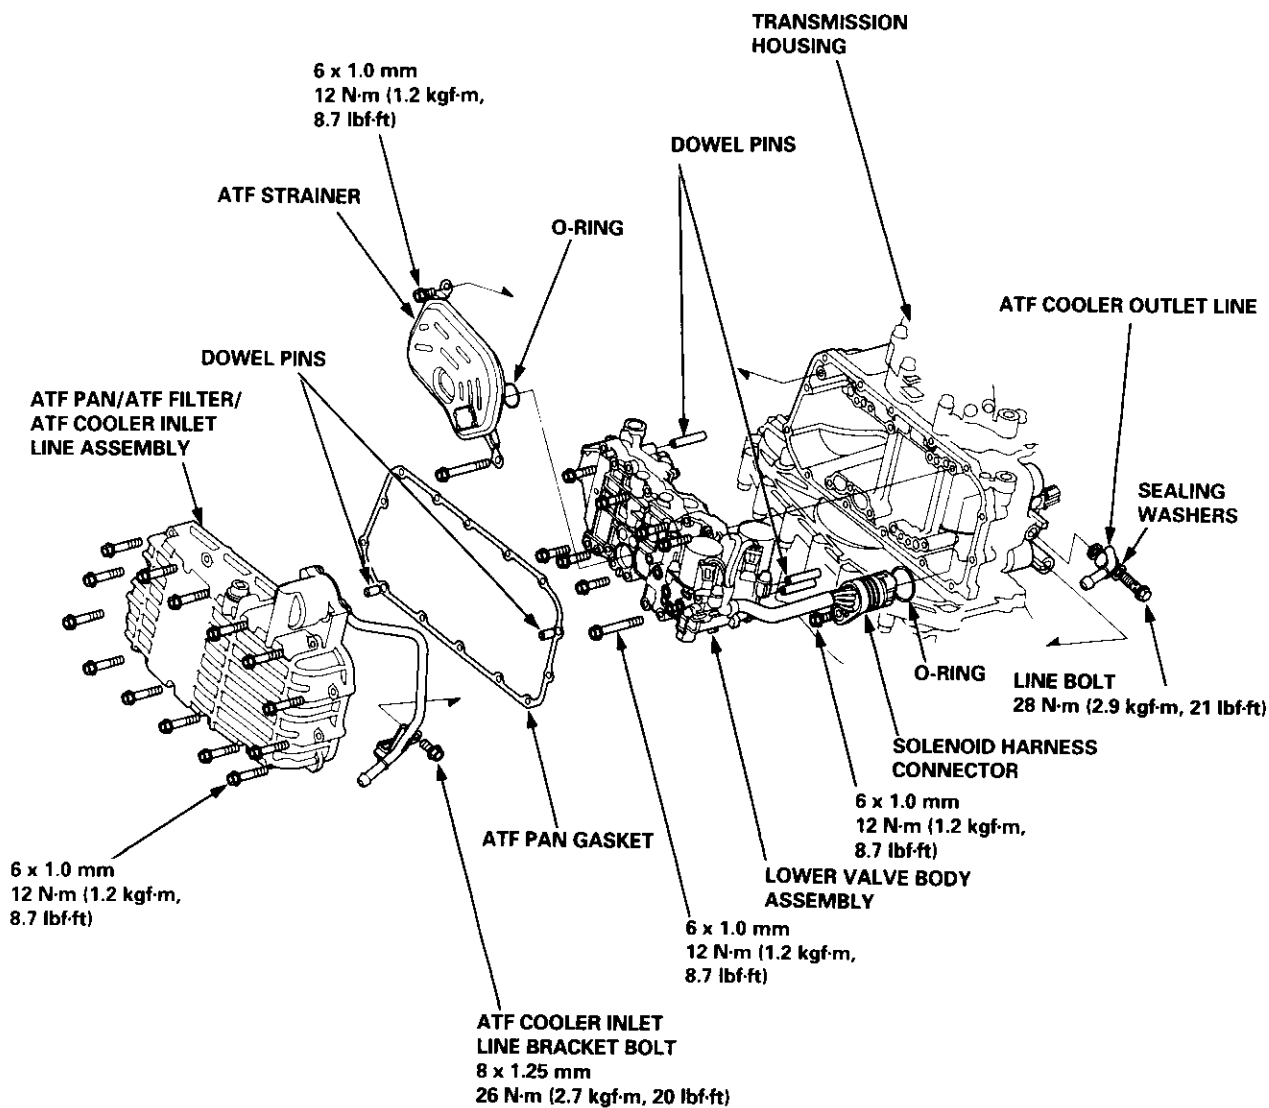 TRANSMISSION
HOUSING
6 x 1.0 mm
12 N·m (1.2 kgf·m,
8.7 lbf·ft)
DOWEL PINS
ATF STRAINER
O-RING
ATF COOLER OUTLET LINE
DOWEL PINS
ATF PAN/ATF FILTER/
ATF COOLER INLET
LINE ASSEMBLY
SEALING
WASHERS
O-RING
LINE BOLT
28 N·m (2.9 kgf·m, 21 lbf·ft)
SOLENOID HARNESS
CONNECTOR
6 x 1.0 mm
12 N·m (1.2 kgf·m,
8.7 lbf·ft)
ATF PAN GASKET
LOWER VALVE BODY
ASSEMBLY
6 x 1.0 mm
12 N·m (1.2 kgf·m,
8.7 lbf·ft)
6 x 1.0 mm
12 N·m (1.2 kgf·m,
8.7 lbf·ft)
ATF COOLER INLET
LINE BRACKET BOLT
8 x 1.25 mm
26 N·m (2.7 kgf·m, 20 lbf·ft)